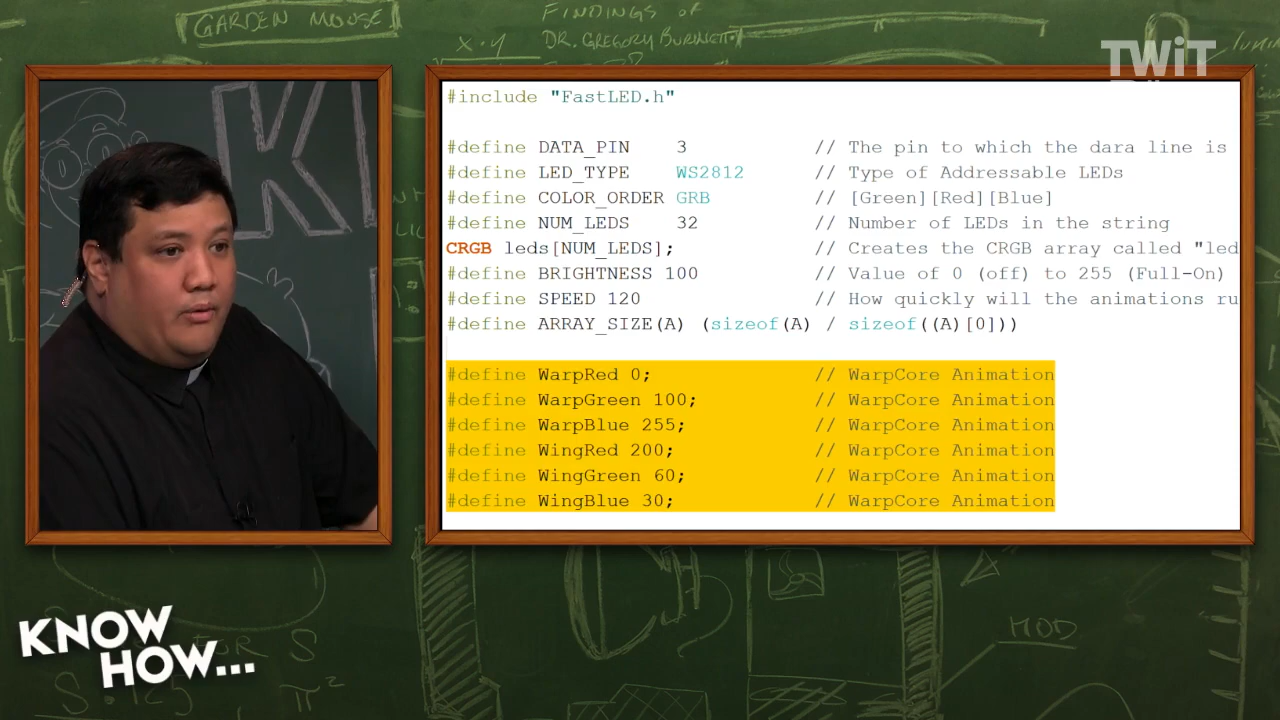 GARDEN MOUSE
FINDINGS OF
DR. GREGORY BURNETT
X·Y
TWiT
#include "FastLED.h"
#define DATA_PIN 3 // The pin to which the dara line is
#define LED_TYPE WS2812 // Type of Addressable LEDs
#define COLOR_ORDER GRB // [Green][Red][Blue]
#define NUM_LEDS 32 // Number of LEDs in the string
CRGB leds[NUM_LEDS]; // Creates the CRGB array called "led
#define BRIGHTNESS 100 // Value of 0 (off) to 255 (Full-On)
#define SPEED 120 // How quickly will the animations ru
#define ARRAY_SIZE(A) (sizeof(A) / sizeof((A)[0]))
#define WarpRed 0; // WarpCore Animation
#define WarpGreen 100; // WarpCore Animation
#define WarpBlue 255; // WarpCore Animation
#define WingRed 200; // WarpCore Animation
#define WingGreen 60; // WarpCore Animation
#define WingBlue 30; // WarpCore Animation
KNOW
HOW...
MOD
π²